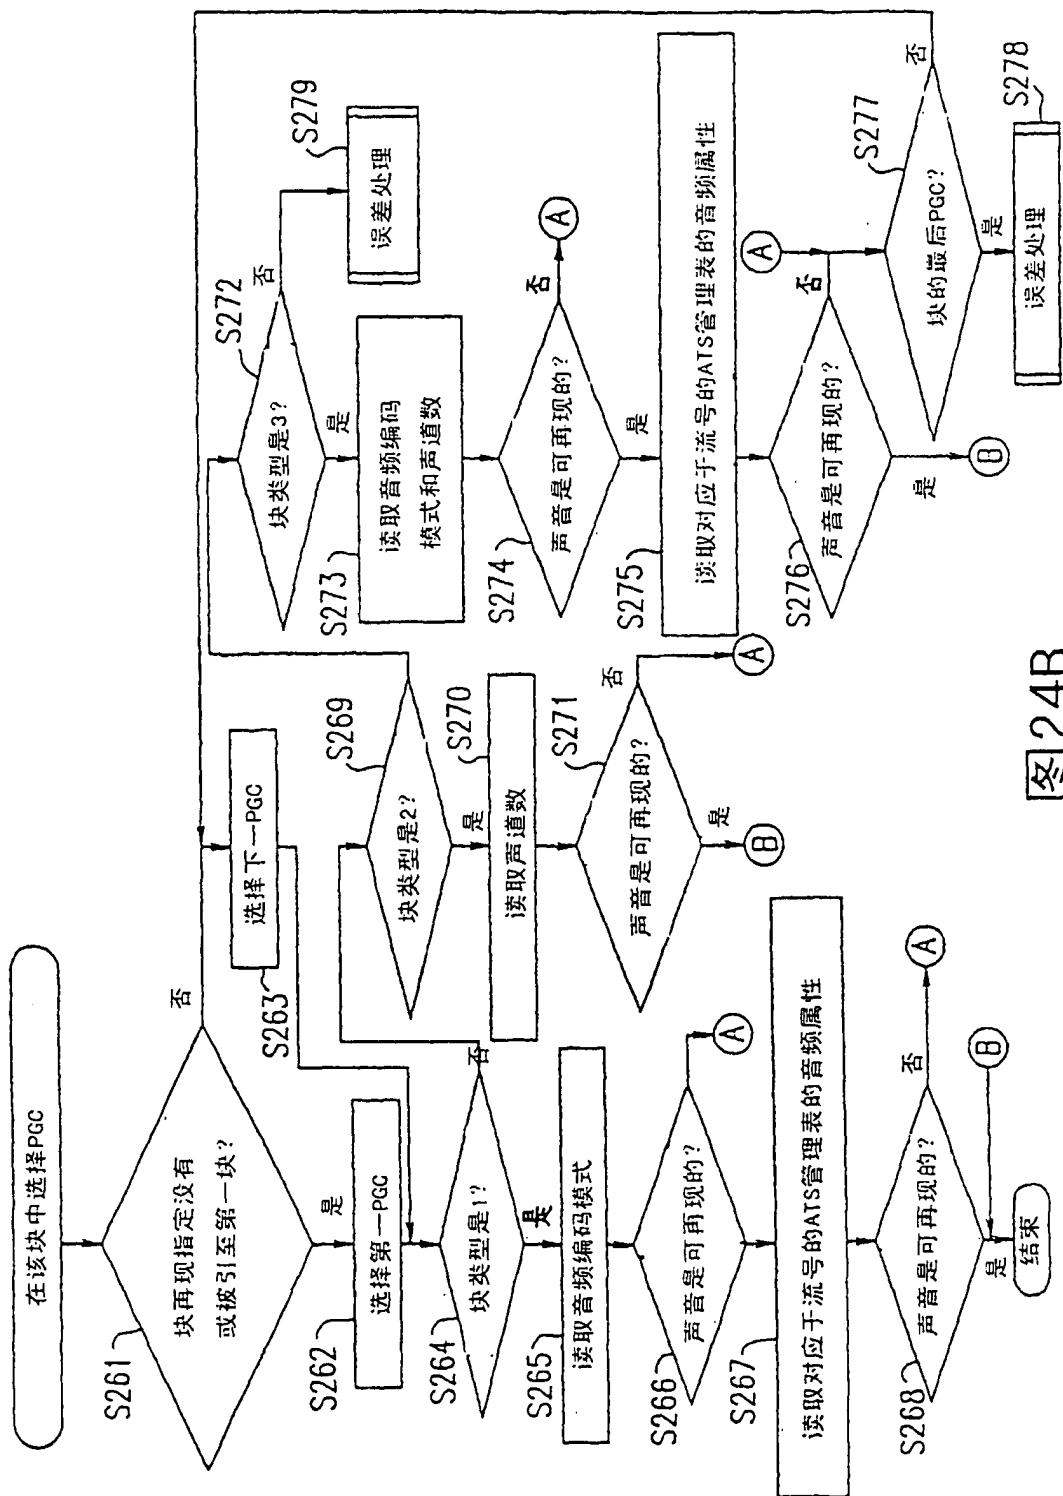 在该块中选择PGC
S261
块再现指定没有
或被引至第一块?
否
是
S262
选择第一PGC
S263
选择下一PGC
S264
块类型是1?
否
是
S265
读取音频编码模式
S266
声音是可再现的?
A
S267
读取对应于流号的ATS管理表的音频属性
S268
声音是可再现的?
否
A
是
B
结束
S269
块类型是2?
是
S270
读取声道数
S271
声音是可再现的?
否
A
是
B
S272
块类型是3?
否
是
S279
误差处理
S273
读取音频编码
模式和声道数
S274
声音是可再现的?
否
A
是
S275
读取对应于流号的ATS管理表的音频属性
S276
声音是可再现的?
否
A
是
B
S277
块的最后PGC?
否
是
S278
误差处理
图24B